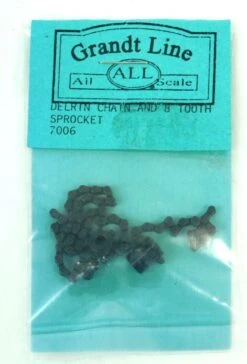 Grandt Line
All ALL Scale
DELRIN CHAIN AND 8 TOOTH
SPROCKET
7006